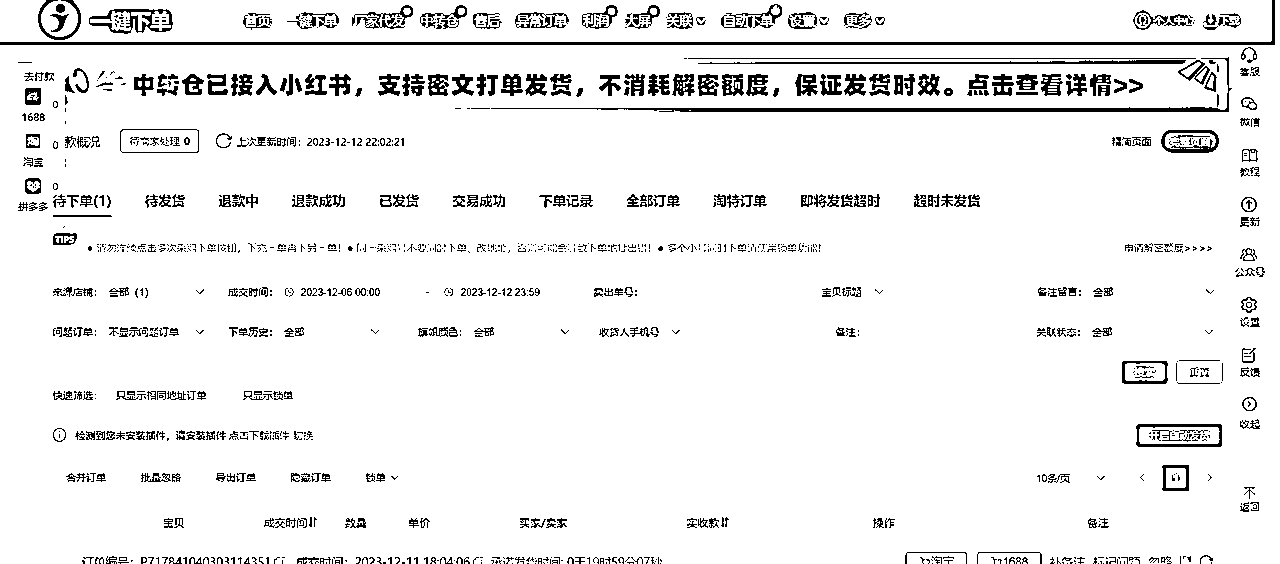 一键下单
首页 一键下单 厂家代发 中转仓 售后 异常订单 利润 大屏 关联 自动下单 设置 更多 个人中心 下载
中转仓已接入小红书，支持密文打单发货，不消耗解密额度，保证发货时效。点击查看详情>>
去付款
0
1688
0
淘宝
0
拼多多
款概况 待商家处理 0 上次更新时间：2023-12-12 22:02:21 精简页面
待下单(1) 待发货 退款中 退款成功 已发货 交易成功 下单记录 全部订单 淘特订单 即将发货超时 超时未发货
TIPS
申请解密额度>>>>
来源店铺： 全部 (1) 成交时间： 2023-12-06 00:00 - 2023-12-12 23:59 卖出单号： 宝贝标题 备注留言： 全部
问题订单： 不显示问题订单 下单历史： 全部 旗帜颜色： 全部 收货人手机号 备注： 关联状态： 全部
重置
快速筛选： 只显示相同地址订单 只显示锁单
检测到您未安装插件，请安装插件 点击下载插件 切换
开启自动发货
合并订单 批量忽略 导出订单 隐藏订单 锁单 10条/页
宝贝 成交时间 数量 单价 买家/卖家 实收款 操作 备注
订单编号：P717841040303114351 成交时间：2023-12-11 18:04:06 承诺发货时间：0天19时59分07秒 淘宝 1688 补备注 标记问题 忽略
客服
微信
教程
更新
公众号
设置
反馈
收起
返回